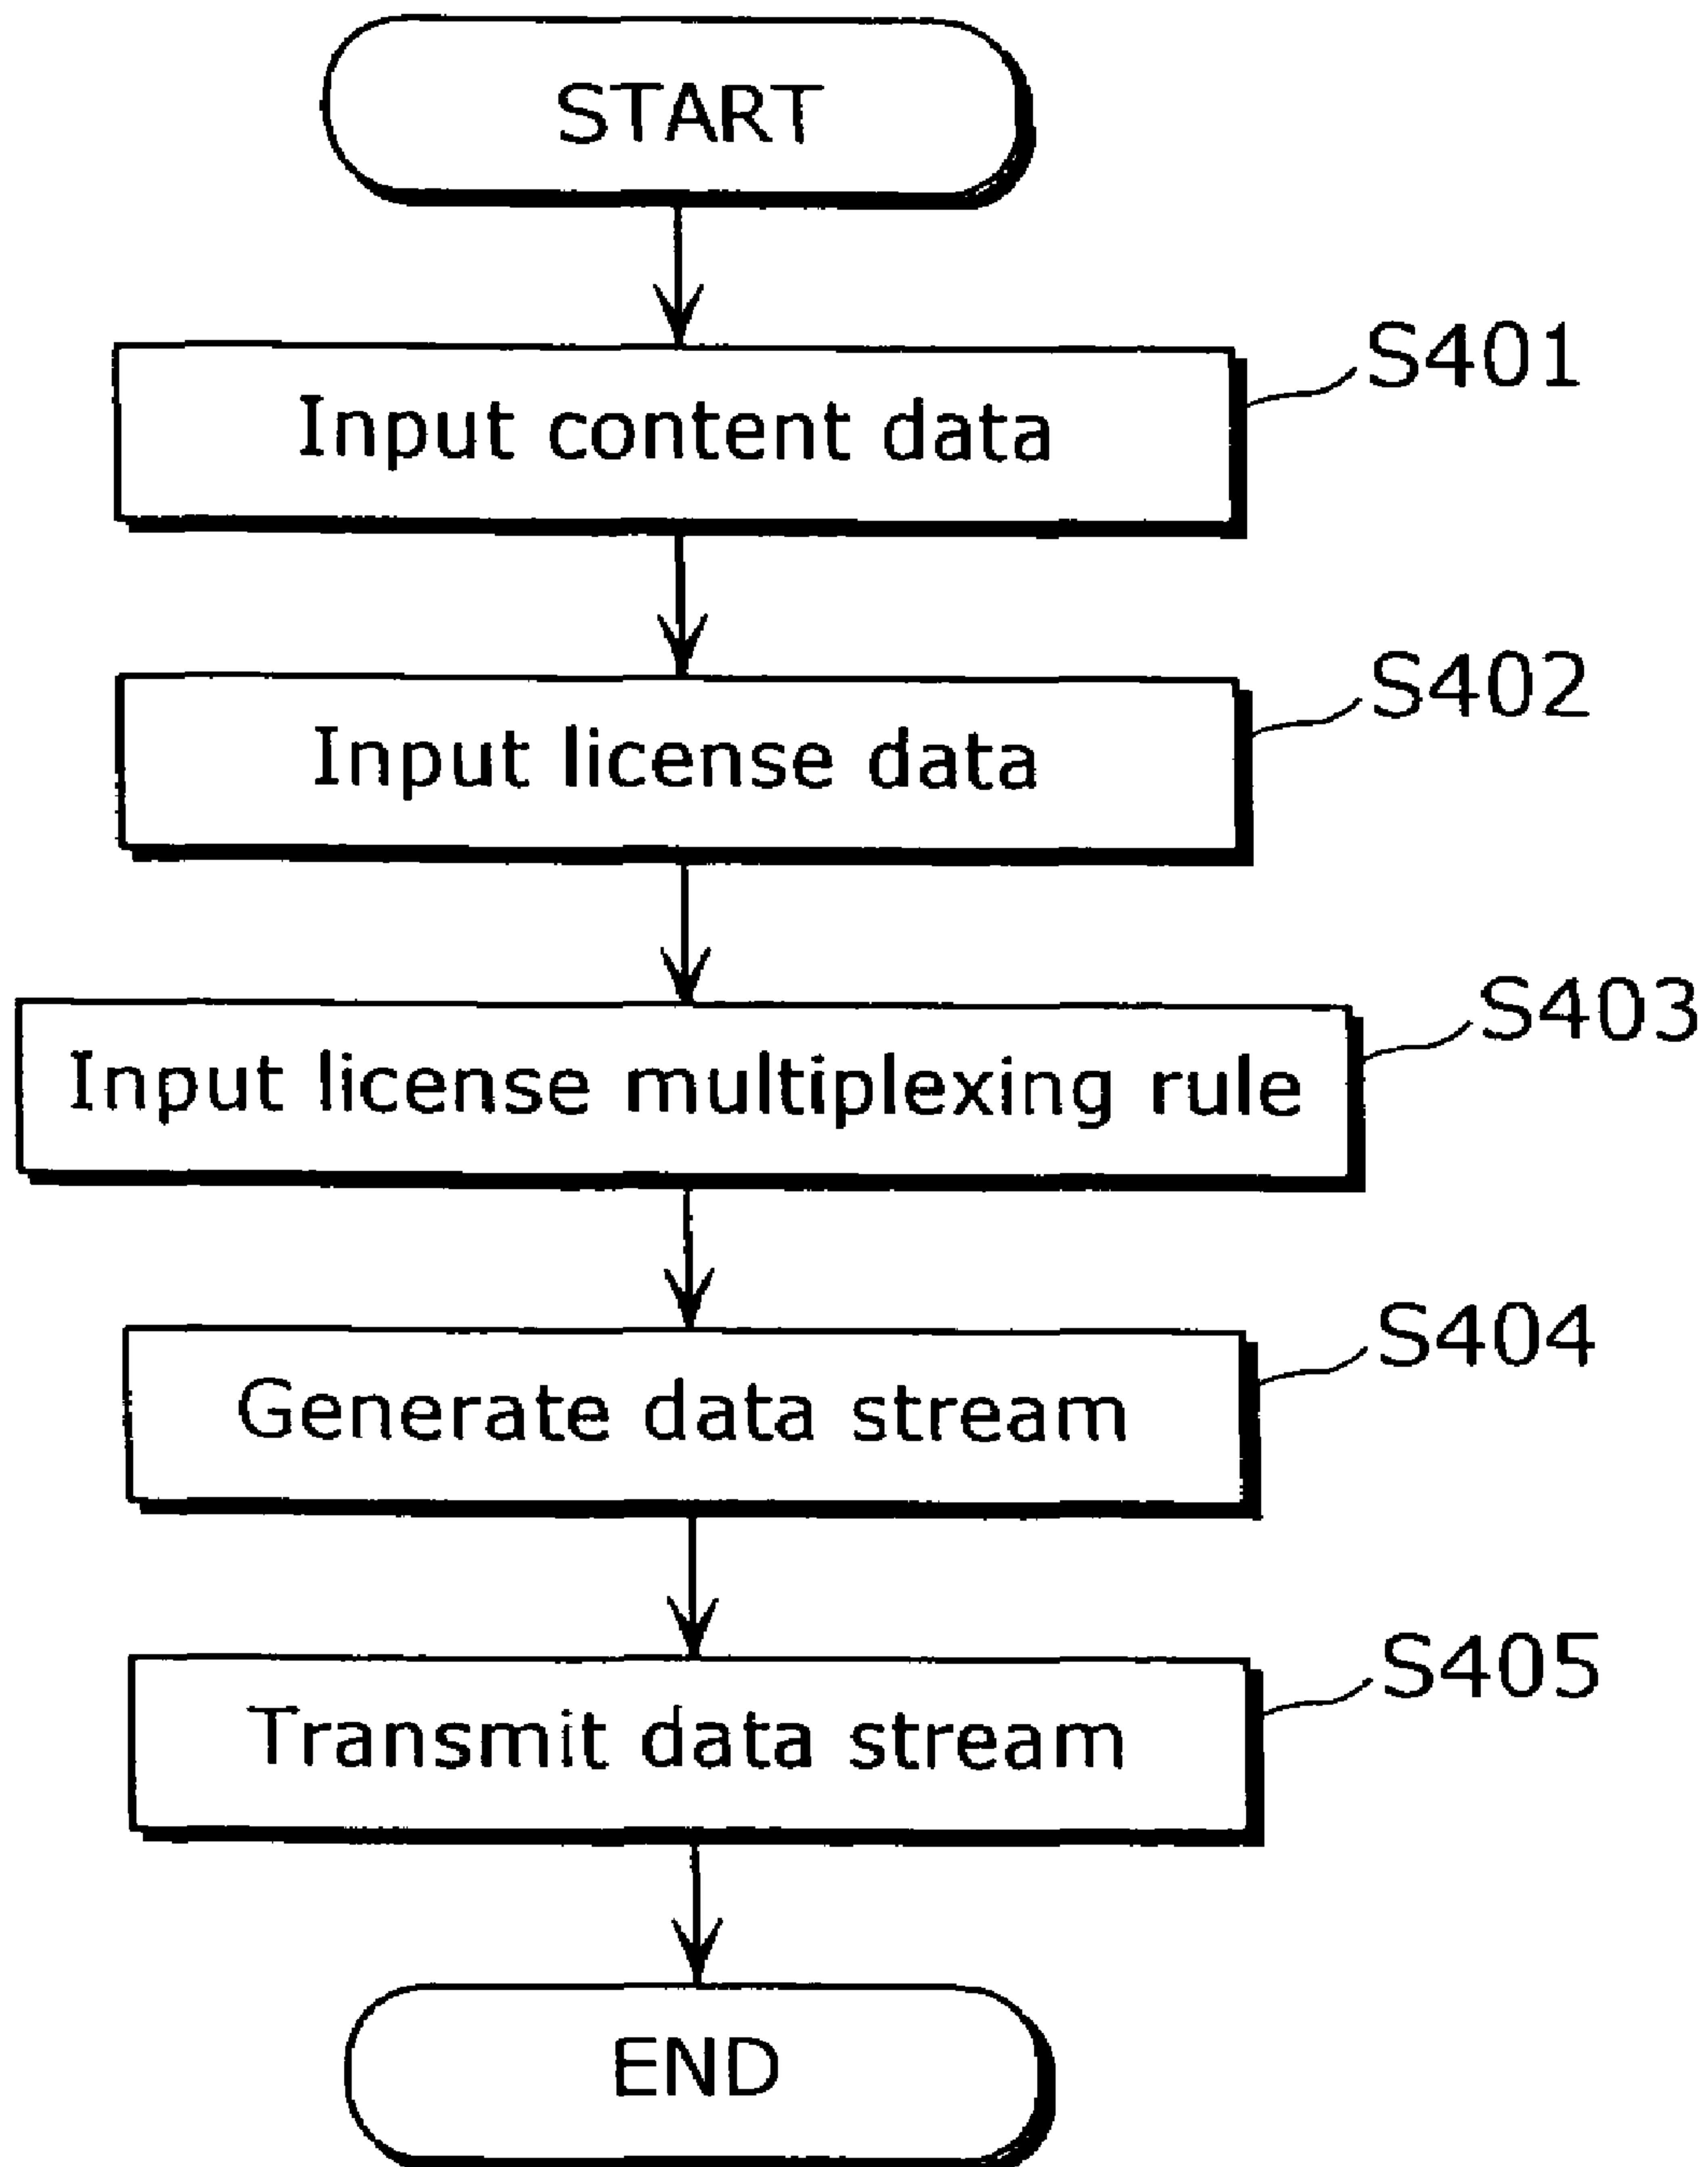 START
S401
Input content data
S402
Input license data
S403
Input license multiplexing rule
S404
Generate data stream
S405
Transmit data stream
END